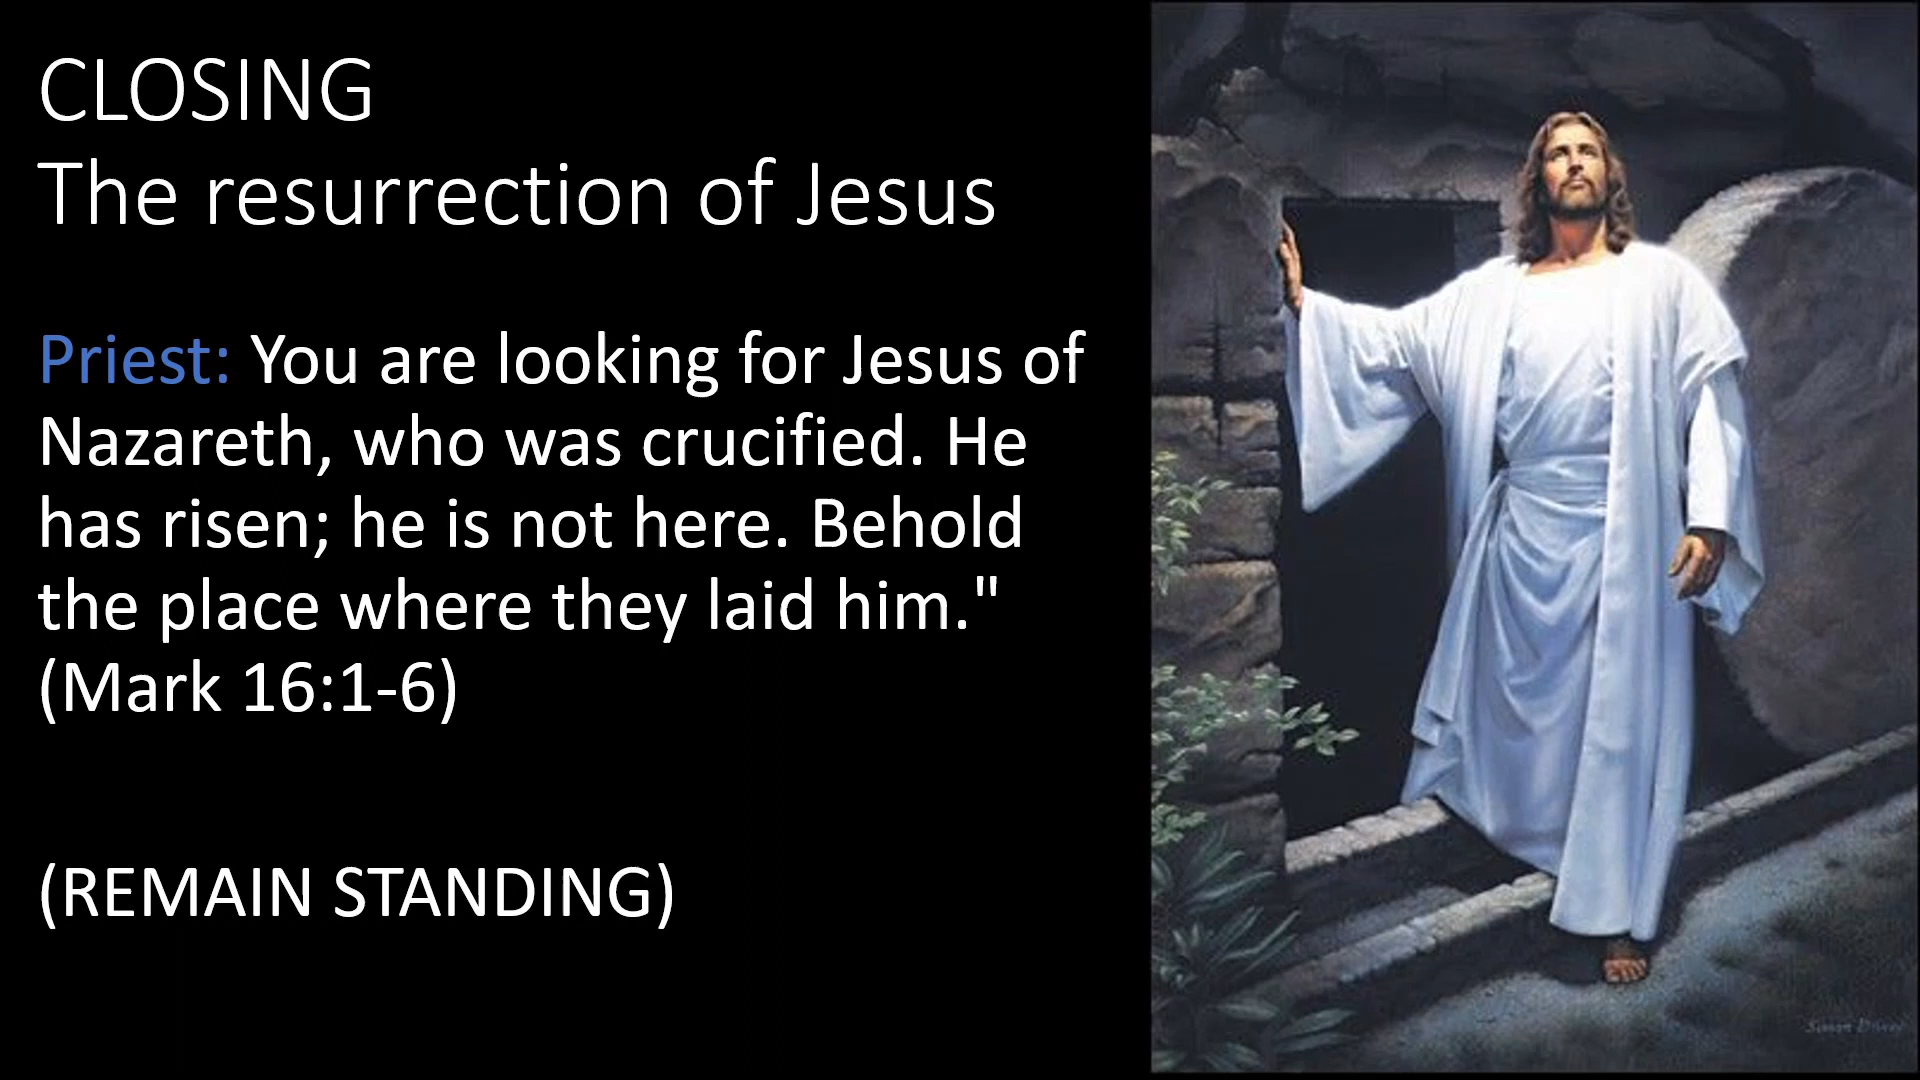 CLOSING
The resurrection of Jesus
Priest: You are looking for Jesus of
Nazareth, who was crucified. He
has risen; he is not here. Behold
the place where they laid him."
(Mark 16:1-6)
(REMAIN STANDING)